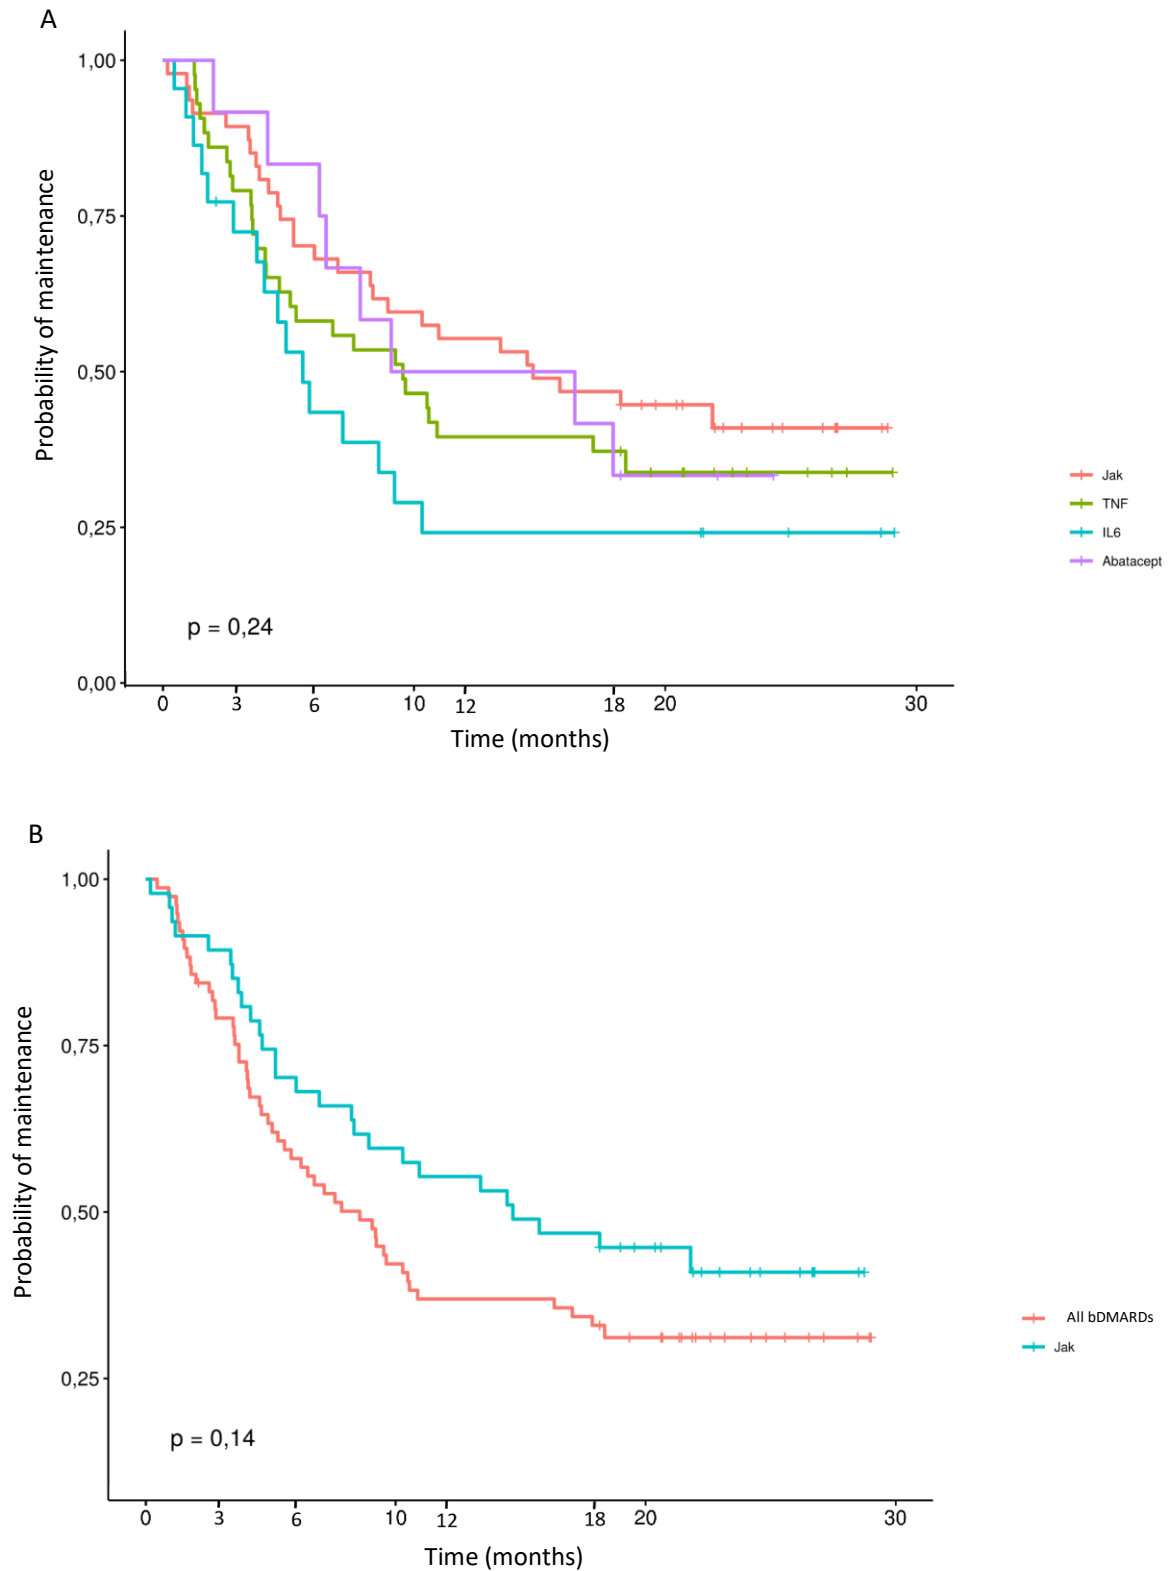 A
1,00
0,75
0,50
0,25
0,00
Probability of maintenance
Jak
TNF
IL6
Abatacept
p = 0,24
0 3 6 10 12 18 20 30
Time (months)
B
1,00
0,75
0,50
0,25
Probability of maintenance
All bDMARDs
Jak
p = 0,14
0 3 6 10 12 18 20 30
Time (months)